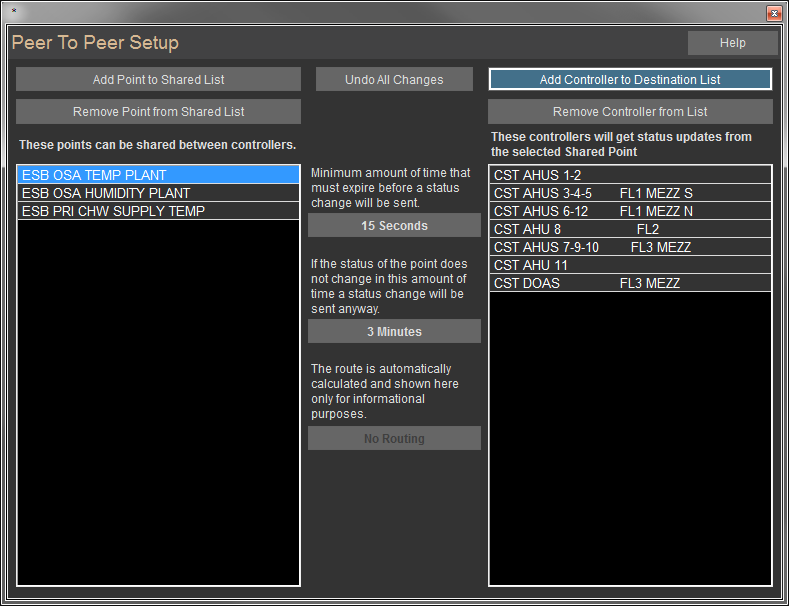 *
x
Peer To Peer Setup
Help
Add Point to Shared List
Undo All Changes
Add Controller to Destination List
Remove Point from Shared List
Remove Controller from List
These points can be shared between controllers.
These controllers will get status updates from
the selected Shared Point
ESB OSA TEMP PLANT
ESB OSA HUMIDITY PLANT
ESB PRI CHW SUPPLY TEMP
Minimum amount of time that
must expire before a status
change will be sent.
15 Seconds
If the status of the point does
not change in this amount of
time a status change will be
sent anyway.
3 Minutes
The route is automatically
calculated and shown here
only for informational
purposes.
No Routing
CST AHUS 1-2
CST AHUS 3-4-5 FL1 MEZZ S
CST AHUS 6-12 FL1 MEZZ N
CST AHU 8 FL2
CST AHUS 7-9-10 FL3 MEZZ
CST AHU 11
CST DOAS FL3 MEZZ